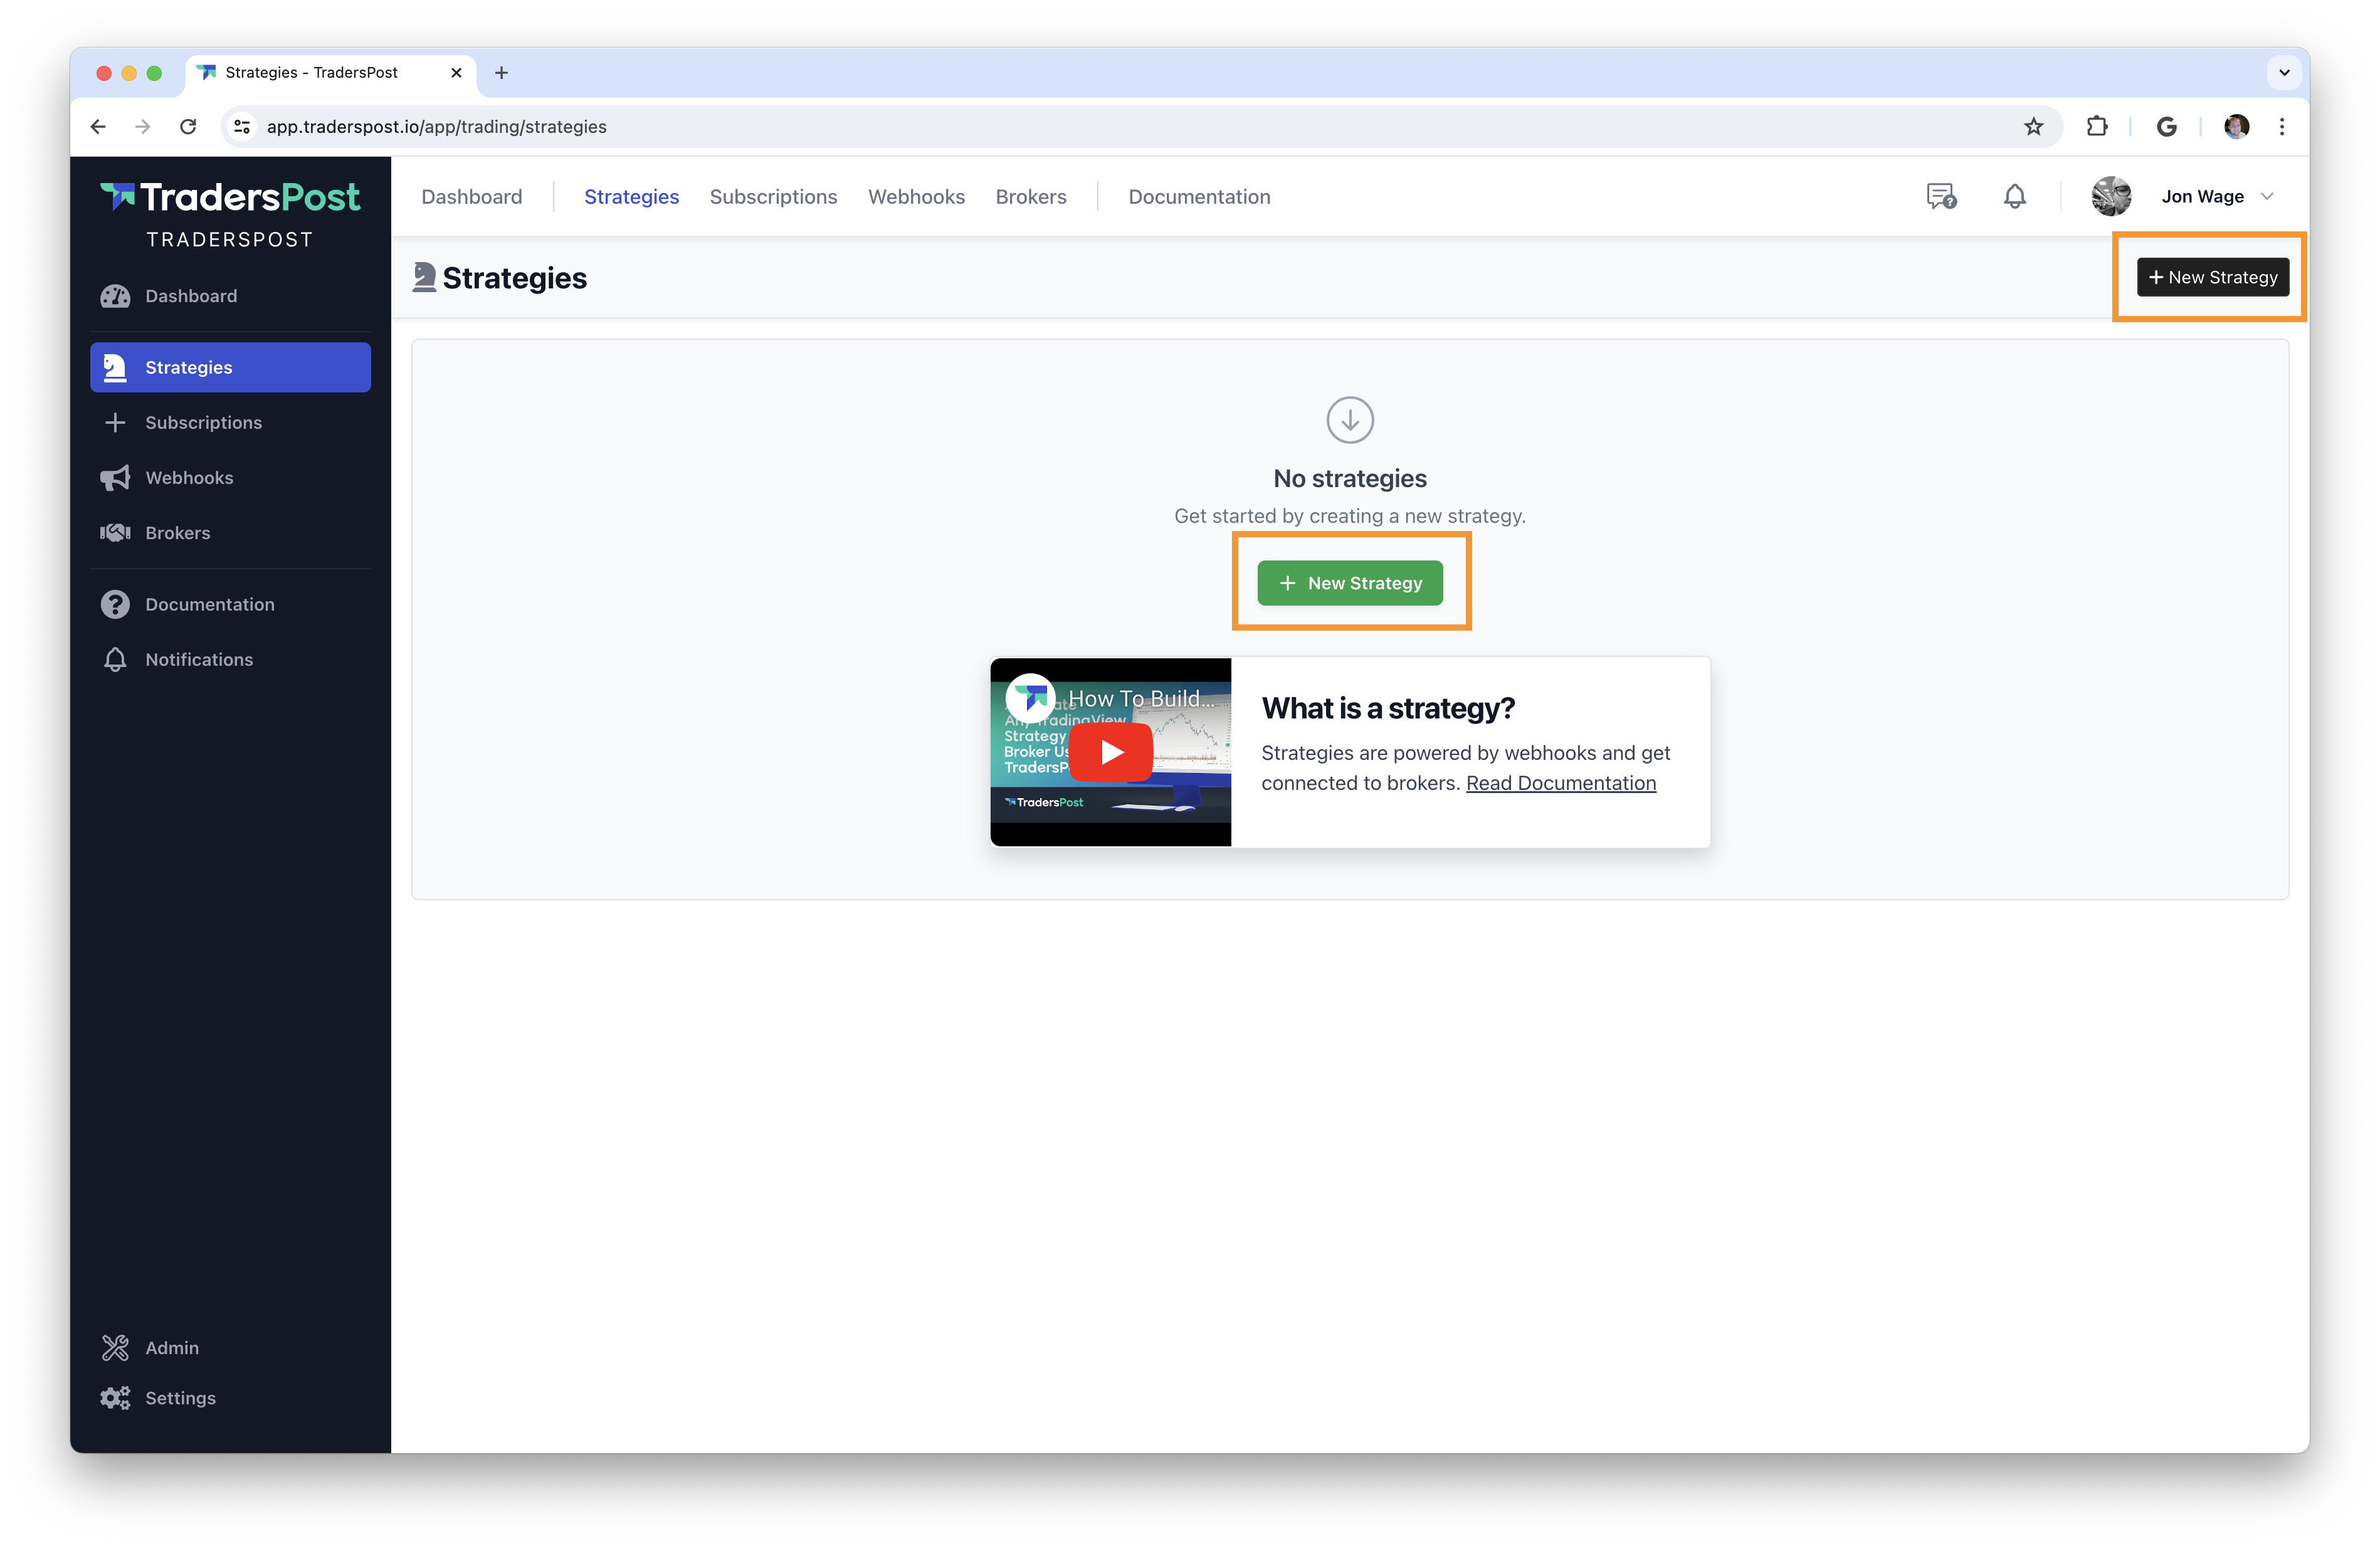 Strategies - TradersPost
app.traderspost.io/app/trading/strategies
TradersPost
TRADERSPOST
Dashboard
Strategies
Subscriptions
Webhooks
Brokers
Documentation
Notifications
Admin
Settings
Dashboard Strategies Subscriptions Webhooks Brokers Documentation
Jon Wage
Strategies
+ New Strategy
No strategies
Get started by creating a new strategy.
+ New Strategy
How To Build...
Any TradingView
Strategy
Broker
TradersPost
What is a strategy?
Strategies are powered by webhooks and get
connected to brokers. Read Documentation